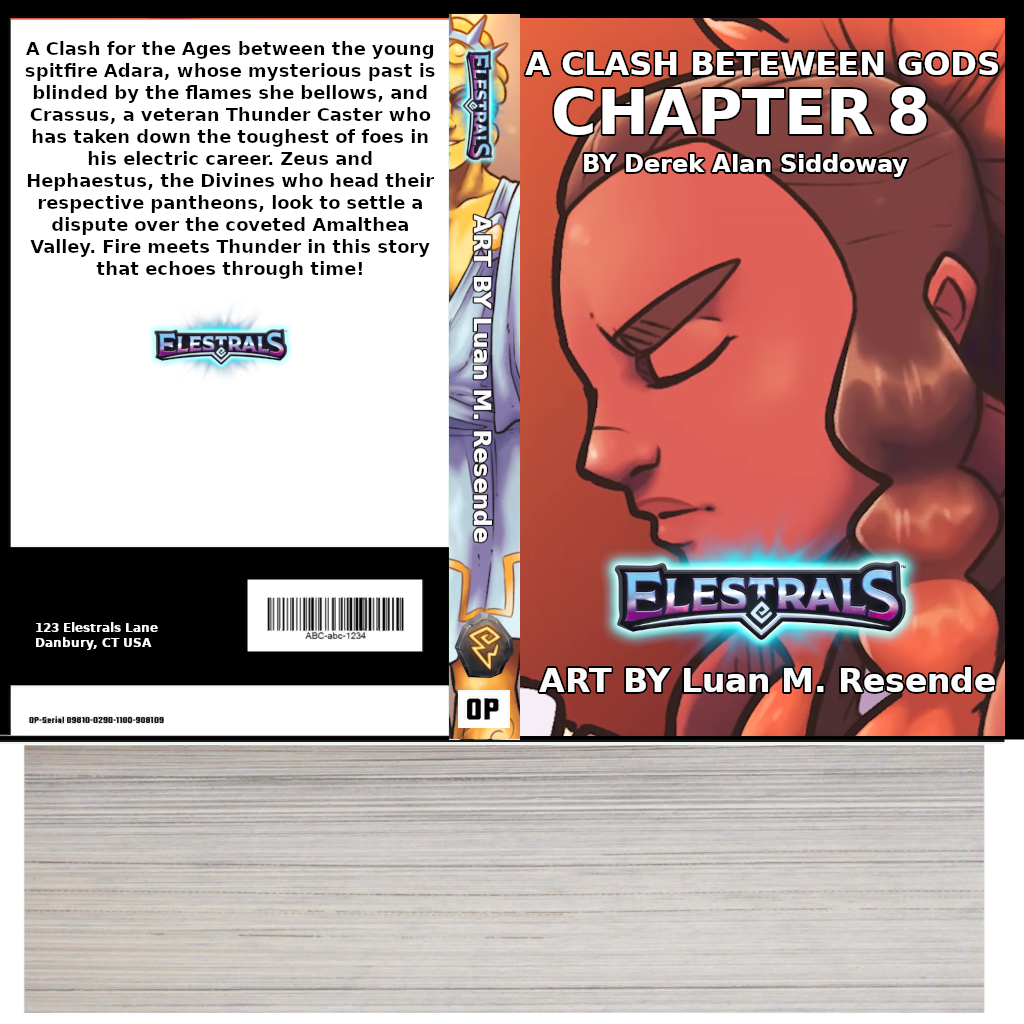 A Clash for the Ages between the young
spitfire Adara, whose mysterious past is
blinded by the flames she bellows, and
Crassus, a veteran Thunder Caster who
has taken down the toughest of foes in
his electric career. Zeus and
Hephaestus, the Divines who head their
respective pantheons, look to settle a
dispute over the coveted Amalthea
Valley. Fire meets Thunder in this story
that echoes through time!
ELESTRALS
123 Elestrals Lane
Danbury, CT USA
ABC-abc-1234
OP-Serial 09810-0290-1100-908109
ELESTRALS
ART BY Luan M. Resende
OP
A CLASH BETEWEEN GODS
CHAPTER 8
BY Derek Alan Siddoway
ELESTRALS™
ART BY Luan M. Resende